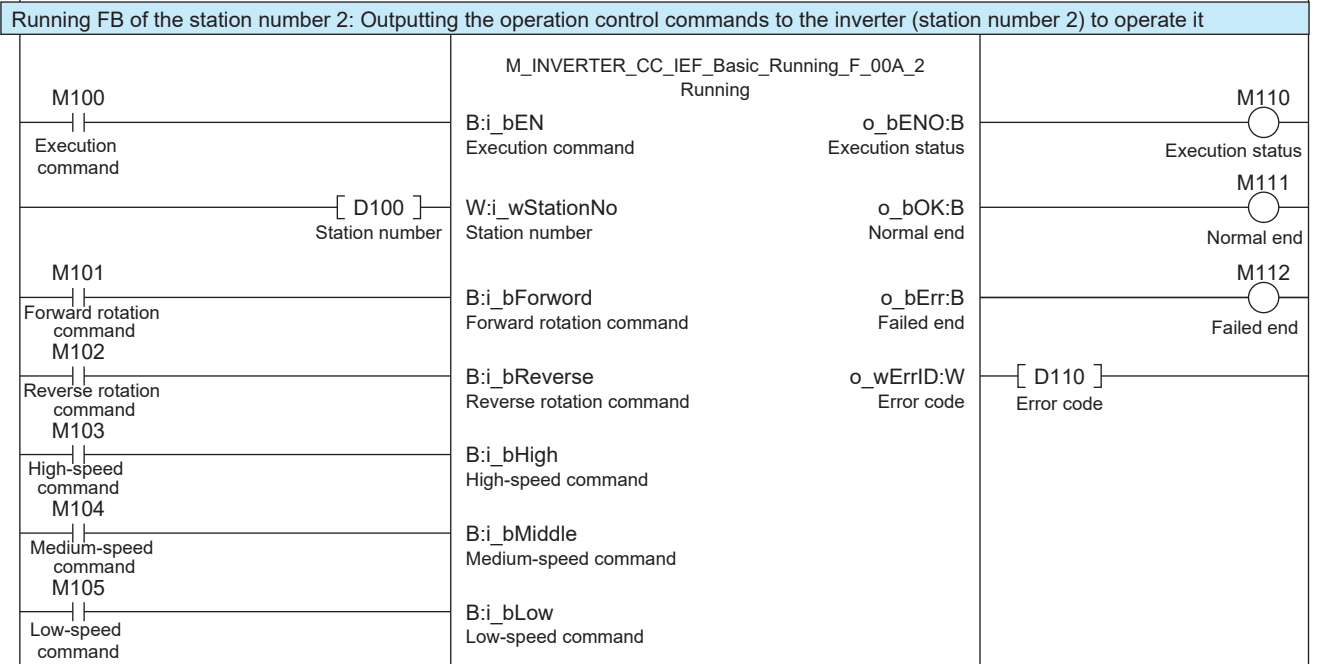 Running FB of the station number 2: Outputting the operation control commands to the inverter (station number 2) to operate it
M_INVERTER_CC_IEF_Basic_Running_F_00A_2
Running
M100
Execution
command
B:i_bEN
Execution command
o_bENO:B
Execution status
M110
Execution status
D100
Station number
W:i_wStationNo
Station number
o_bOK:B
Normal end
M111
Normal end
M101
Forward rotation
command
B:i_bForword
Forward rotation command
o_bErr:B
Failed end
M112
Failed end
M102
Reverse rotation
command
B:i_bReverse
Reverse rotation command
o_wErrID:W
Error code
D110
Error code
M103
High-speed
command
B:i_bHigh
High-speed command
M104
Medium-speed
command
B:i_bMiddle
Medium-speed command
M105
Low-speed
command
B:i_bLow
Low-speed command